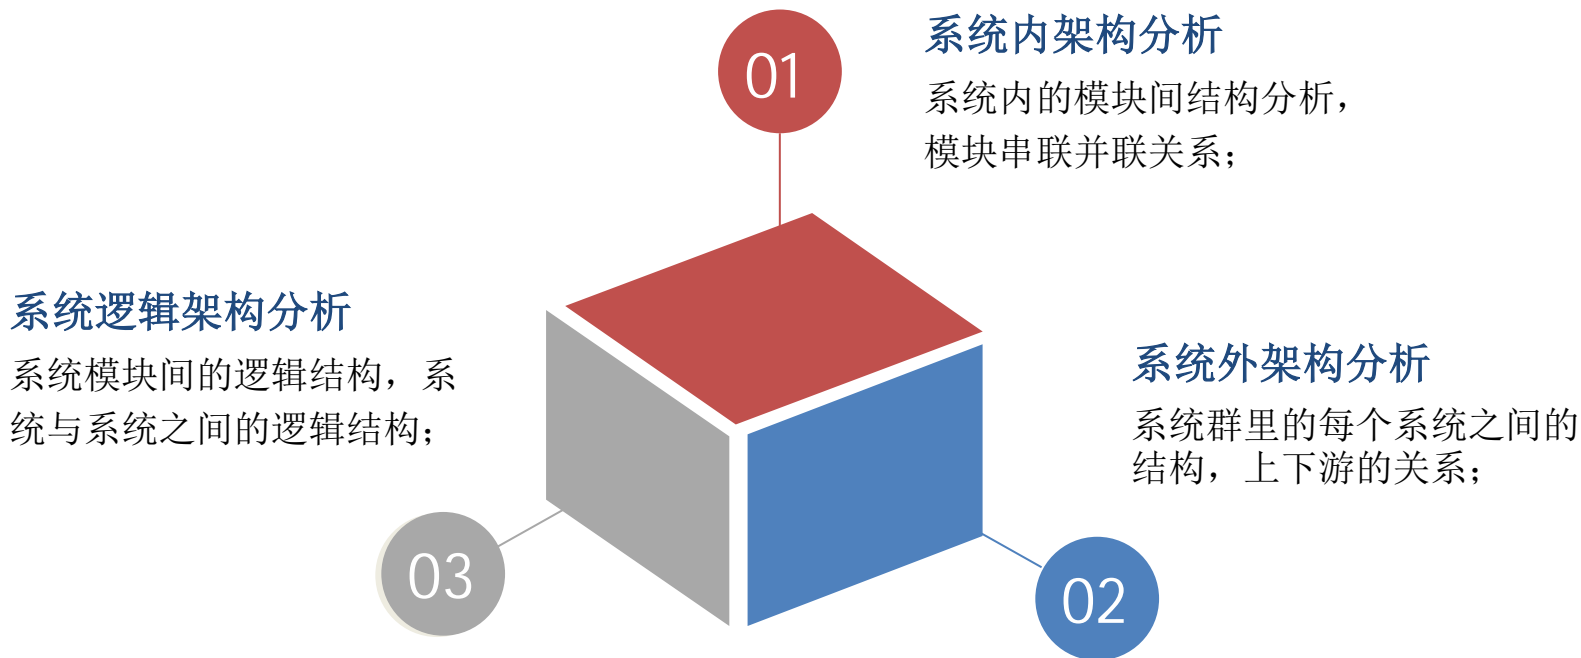 01
系统内架构分析
系统内的模块间结构分析，
模块串联并联关系；
系统逻辑架构分析
系统模块间的逻辑结构，系
统与系统之间的逻辑结构；
03
系统外架构分析
系统群里的每个系统之间的
结构，上下游的关系；
02